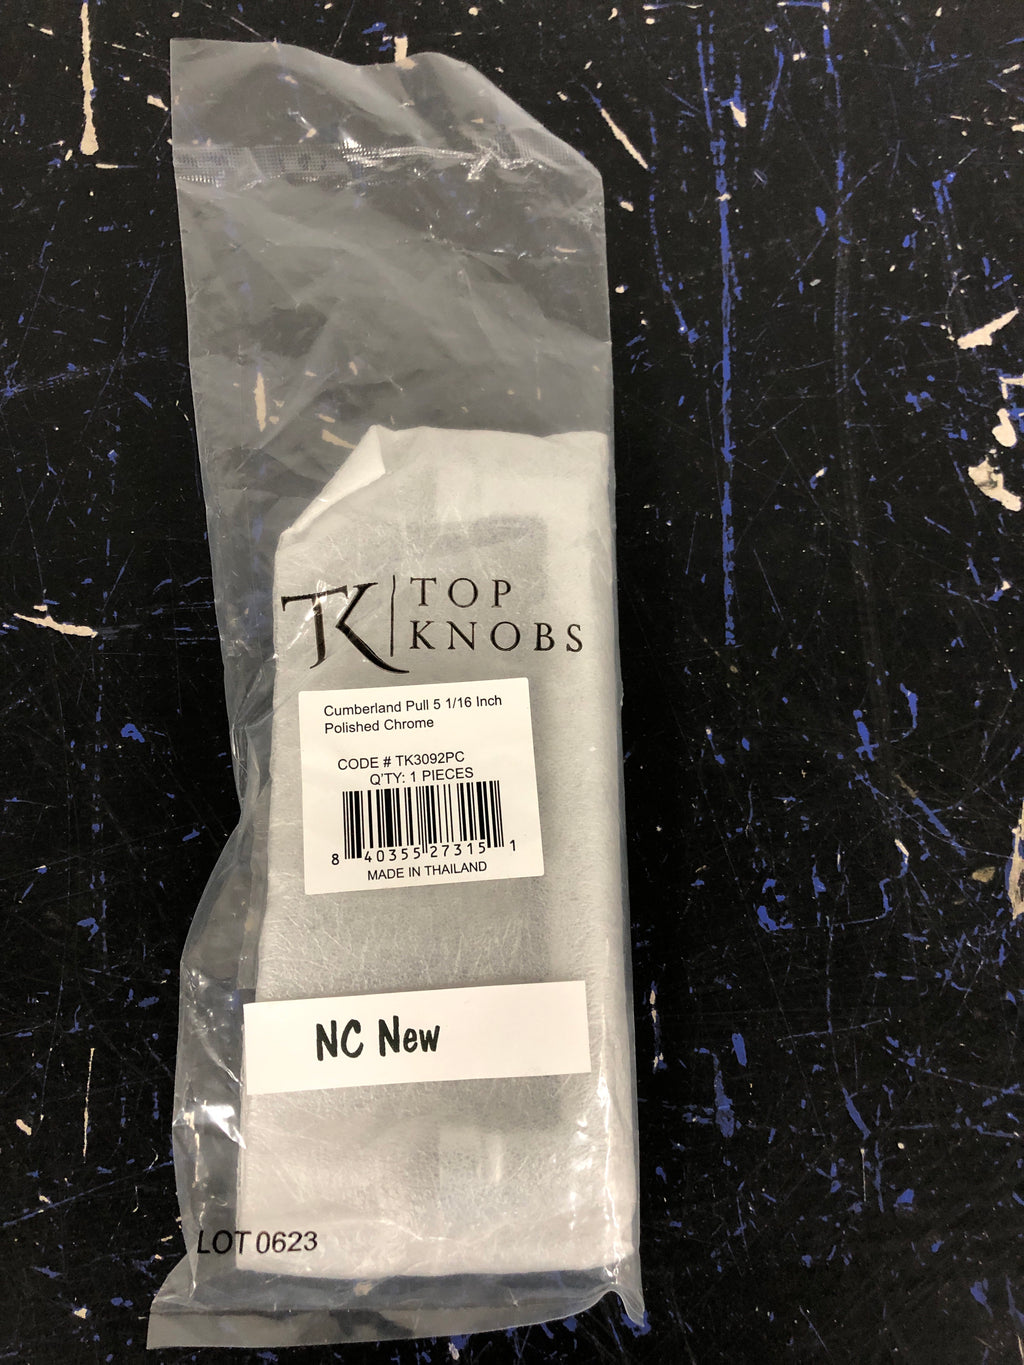 TK TOP
KNOBS
Cumberland Pull 5 1/16 Inch
Polished Chrome
CODE # TK3092PC
Q'TY: 1 PIECES
8 40355 27315 1
MADE IN THAILAND
NC New
LOT 0623